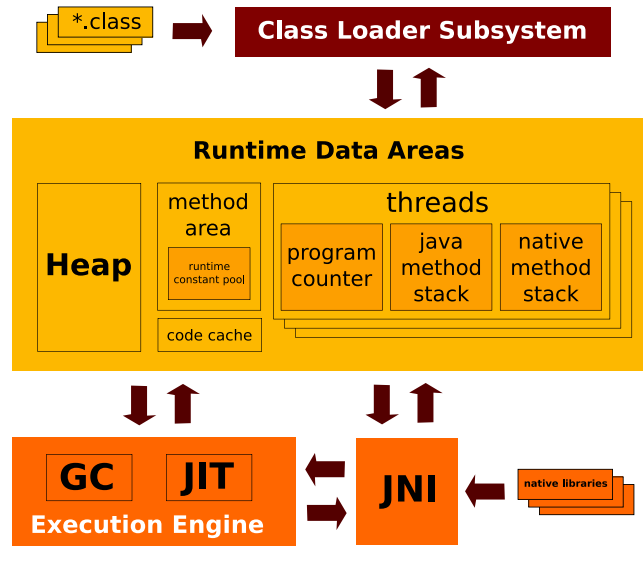 *.class
Class Loader Subsystem
Runtime Data Areas
Heap
method
area
runtime
constant pool
code cache
threads
program
counter
java
method
stack
native
method
stack
GC
JIT
Execution Engine
JNI
native libraries